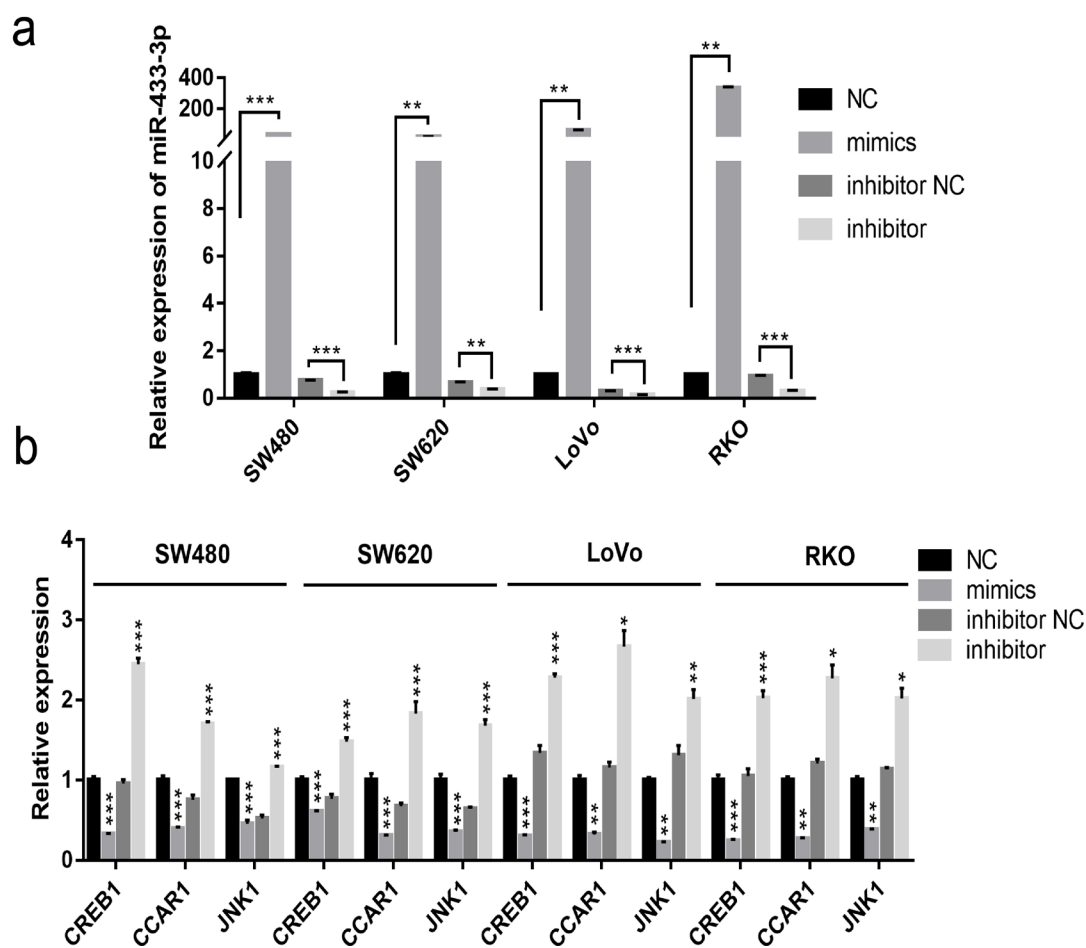 a
Relative expression of miR-433-3p
400
200
10
8
6
4
2
0
***
**
**
**
***
**
***
***
SW480
SW620
LoVo
RKO
NC
mimics
inhibitor NC
inhibitor
b
Relative expression
4
3
2
1
0
SW480
SW620
LoVo
RKO
***
***
***
***
***
***
***
***
***
***
***
***
***
***
**
*
**
**
***
***
**
*
**
*
CREB1
CCAR1
JNK1
CREB1
CCAR1
JNK1
CREB1
CCAR1
JNK1
CREB1
CCAR1
JNK1
NC
mimics
inhibitor NC
inhibitor